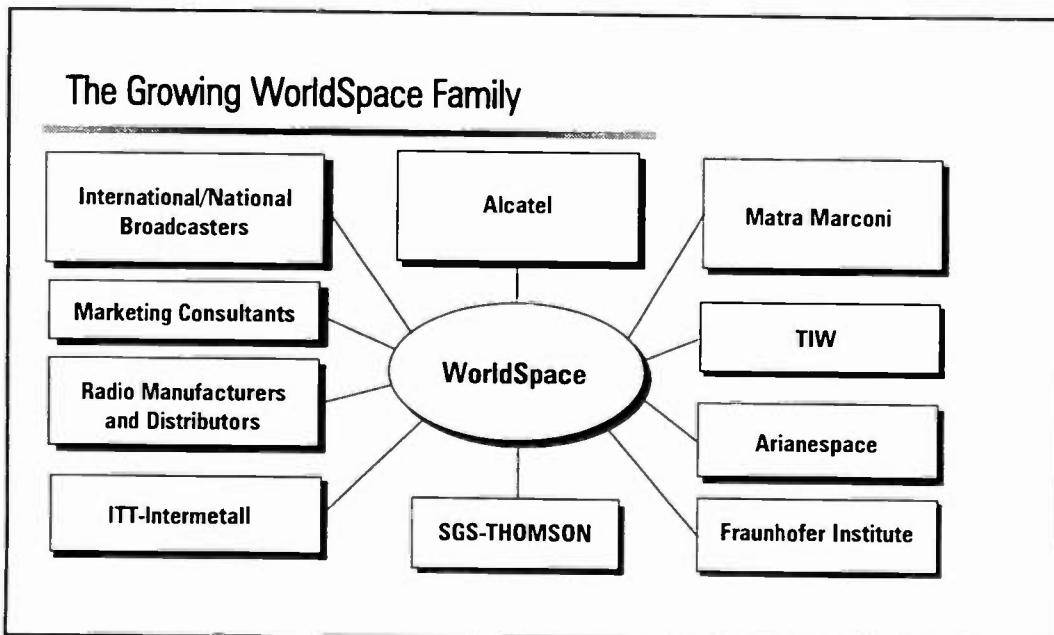 The Growing WorldSpace Family
International/National
Broadcasters
Alcatel
Matra Marconi
Marketing Consultants
TIW
WorldSpace
Radio Manufacturers
and Distributors
Arianespace
ITT-Intermetall
SGS-THOMSON
Fraunhofer Institute